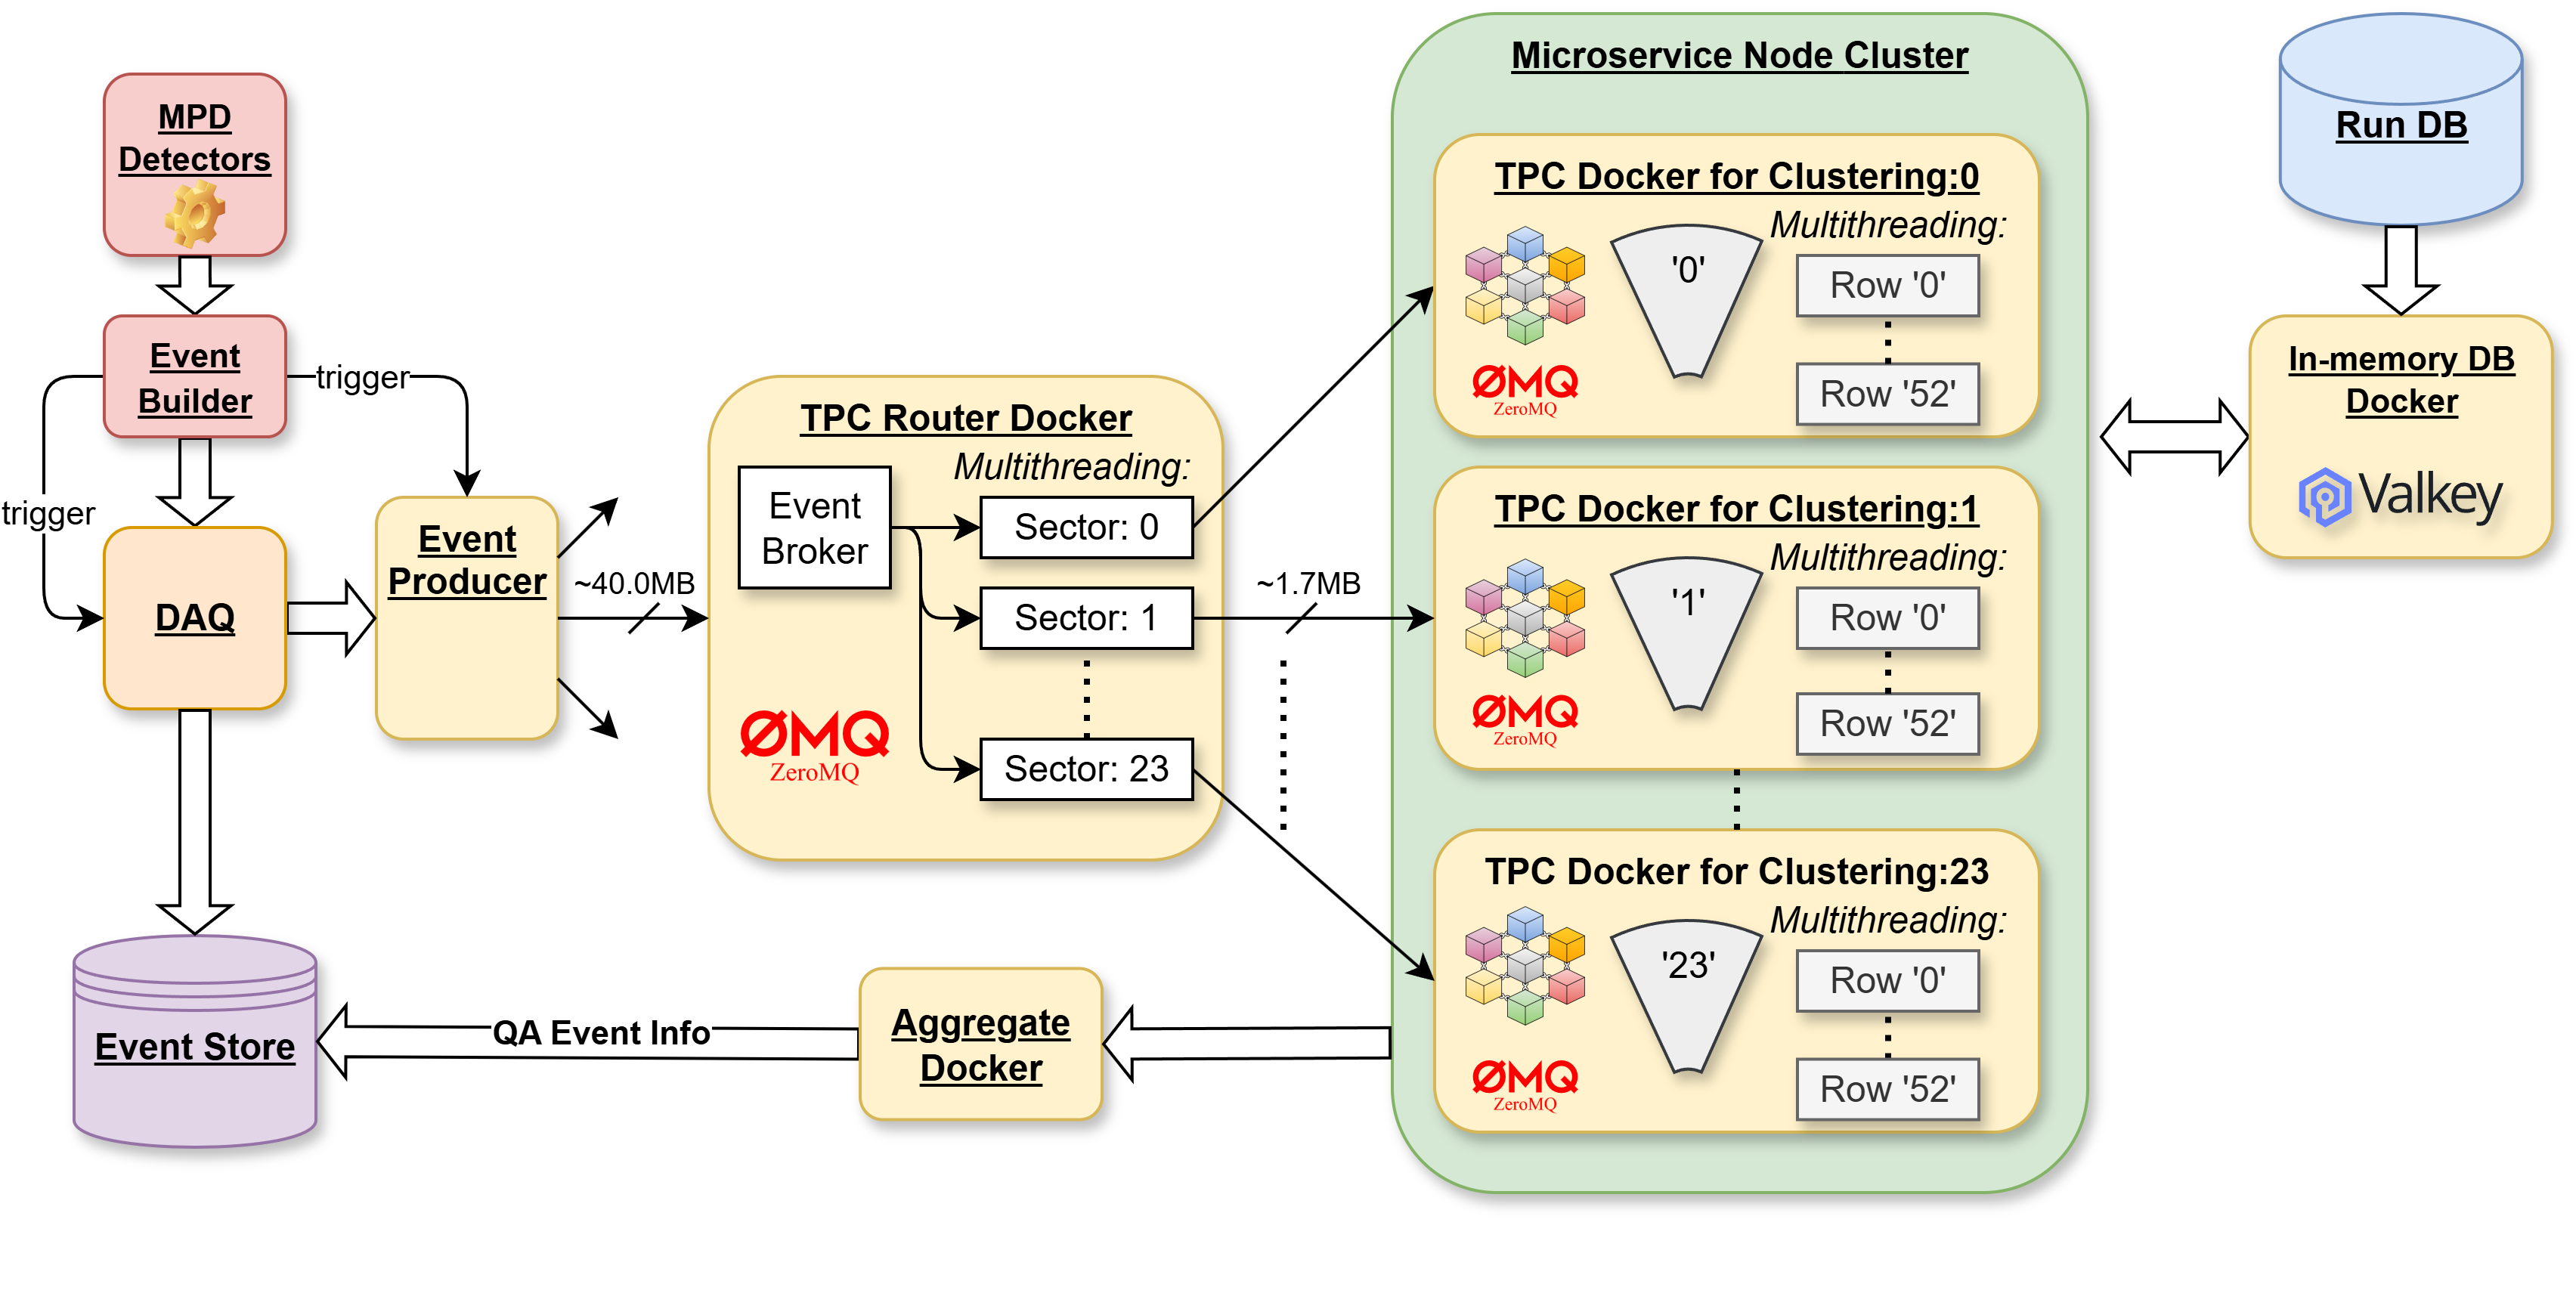 MPD
Detectors
Event
Builder
trigger
trigger
DAQ
Event
Producer
~40.0MB
Event Store
TPC Router Docker
Multithreading:
Event
Broker
Sector: 0
Sector: 1
Sector: 23
ØMQ
ZeroMQ
~1.7MB
QA Event Info
Aggregate
Docker
Microservice Node Cluster
TPC Docker for Clustering:0
Multithreading:
'0'
Row '0'
Row '52'
ØMQ
ZeroMQ
TPC Docker for Clustering:1
Multithreading:
'1'
Row '0'
Row '52'
ØMQ
ZeroMQ
TPC Docker for Clustering:23
Multithreading:
'23'
Row '0'
Row '52'
ØMQ
ZeroMQ
Run DB
In-memory DB
Docker
Valkey